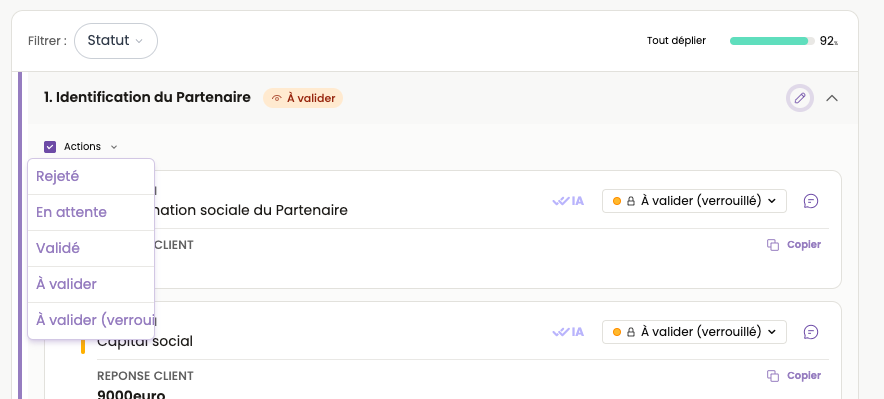 Filtrer :
Statut
Tout déplier
92%
1. Identification du Partenaire
À valider
Actions
Rejeté
En attente
Validé
À valider
À valider (verroui
nation sociale du Partenaire
IA
À valider (verrouillé)
CLIENT
Copier
Capital social
IA
À valider (verrouillé)
REPONSE CLIENT
Copier
9000euro